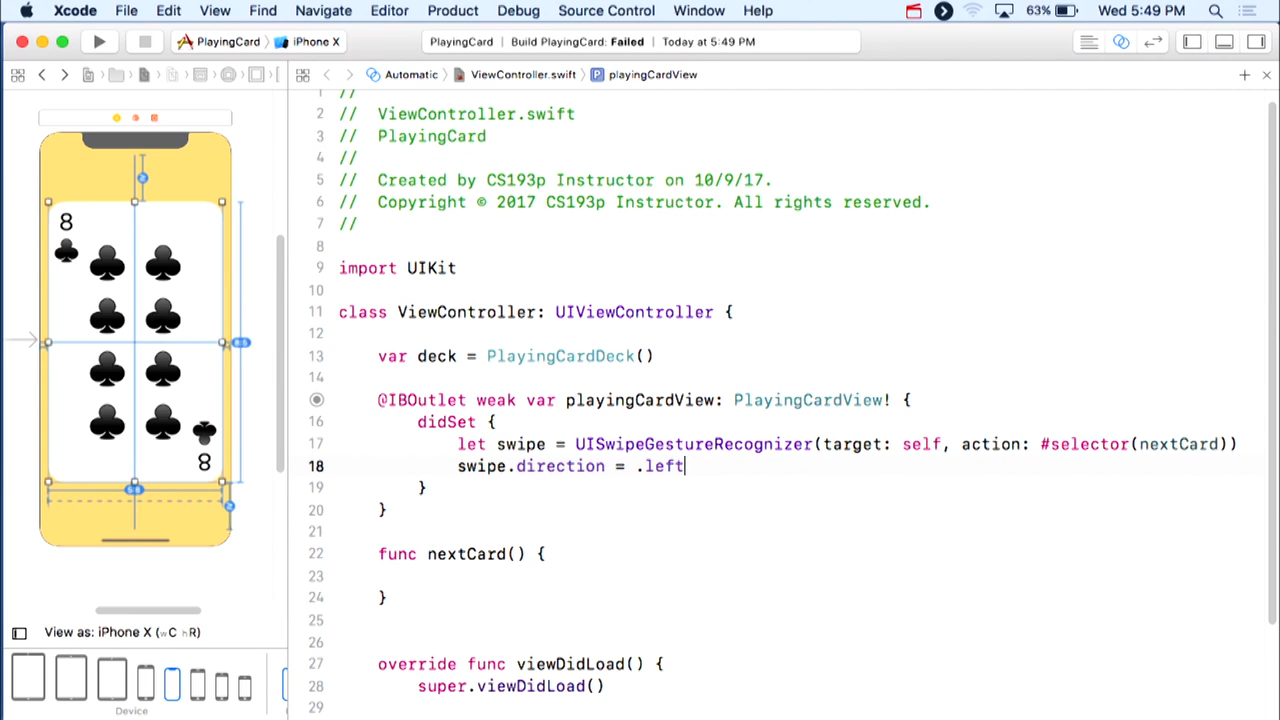 Xcode File Edit View Find Navigate Editor Product Debug Source Control Window Help 63% Wed 5:49 PM
PlayingCard iPhone X PlayingCard | Build PlayingCard: Failed | Today at 5:49 PM
Automatic ViewController.swift P playingCardView
1 //
2 // ViewController.swift
3 // PlayingCard
4 //
5 // Created by CS193p Instructor on 10/9/17.
6 // Copyright © 2017 CS193p Instructor. All rights reserved.
7 //
8
9 import UIKit
10
11 class ViewController: UIViewController {
12
13 var deck = PlayingCardDeck()
14
@IBOutlet weak var playingCardView: PlayingCardView! {
16 didSet {
17 let swipe = UISwipeGestureRecognizer(target: self, action: #selector(nextCard))
18 swipe.direction = .left
19 }
20 }
21
22 func nextCard() {
23
24 }
25
26
27 override func viewDidLoad() {
28 super.viewDidLoad()
29
8
8
View as: iPhone X (wC hR)
Device